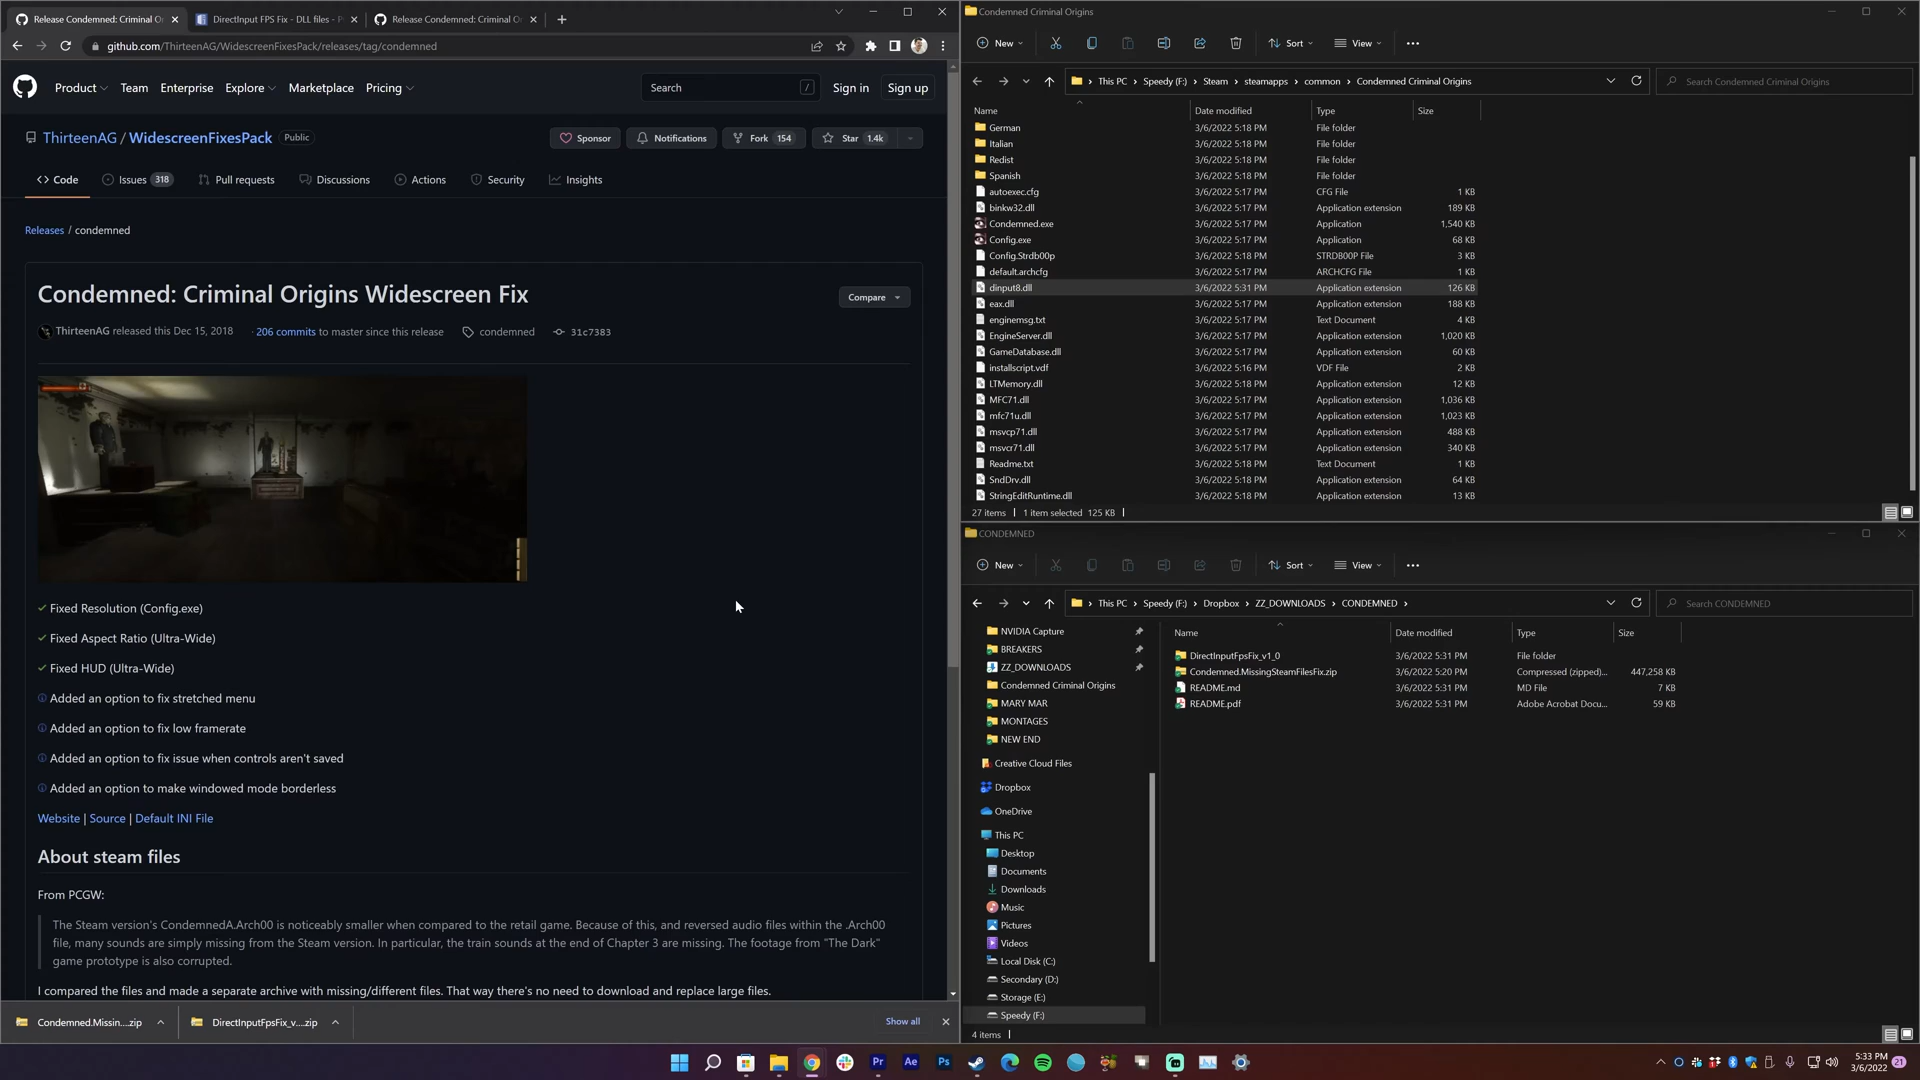 Release Condemned: Criminal O
DirectInput FPS Fix - DLL files - P
Release Condemned: Criminal O
github.com/ThirteenAG/WidescreenFixesPack/releases/tag/condemned
Product Team Enterprise Explore Marketplace Pricing Search / Sign in Sign up
ThirteenAG / WidescreenFixesPack Public
Sponsor Notifications Fork 154 Star 1.4k
Code Issues 318 Pull requests Discussions Actions Security Insights
Releases / condemned
Condemned: Criminal Origins Widescreen Fix
Compare
ThirteenAG released this Dec 15, 2018 · 206 commits to master since this release condemned 31c7383
Fixed Resolution (Config.exe)
Fixed Aspect Ratio (Ultra-Wide)
Fixed HUD (Ultra-Wide)
Added an option to fix stretched menu
Added an option to fix low framerate
Added an option to fix issue when controls aren't saved
Added an option to make windowed mode borderless
Website | Source | Default INI File
About steam files
From PCGW:
The Steam version's CondemnedA.Arch00 is noticeably smaller when compared to the retail game. Because of this, and reversed audio files within the .Arch00
file, many sounds are simply missing from the Steam version. In particular, the train sounds at the end of Chapter 3 are missing. The footage from "The Dark"
game prototype is also corrupted.
I compared the files and made a separate archive with missing/different files. That way there's no need to download and replace large files.
Condemned.Missin....zip
DirectInputFpsFix_v....zip
Show all
Condemned Criminal Origins
New Sort View
This PC Speedy (F:) Steam steamapps common Condemned Criminal Origins
Search Condemned Criminal Origins
Name Date modified Type Size
German 3/6/2022 5:18 PM File folder
Italian 3/6/2022 5:18 PM File folder
Redist 3/6/2022 5:18 PM File folder
Spanish 3/6/2022 5:18 PM File folder
autoexec.cfg 3/6/2022 5:18 PM CFG File 1 KB
binkw32.dll 3/6/2022 5:17 PM Application extension 189 KB
Condemned.exe 3/6/2022 5:17 PM Application 1,540 KB
Config.exe 3/6/2022 5:17 PM Application 68 KB
Config.Strdb00p 3/6/2022 5:18 PM STRDB00P File 3 KB
default.archcfg 3/6/2022 5:17 PM ARCHCFG File 1 KB
dinput8.dll 3/6/2022 5:31 PM Application extension 126 KB
eax.dll 3/6/2022 5:17 PM Application extension 188 KB
enginemsg.txt 3/6/2022 5:17 PM Text Document 4 KB
EngineServer.dll 3/6/2022 5:17 PM Application extension 1,020 KB
GameDatabase.dll 3/6/2022 5:17 PM Application extension 60 KB
installscript.vdf 3/6/2022 5:16 PM VDF File 2 KB
LTMemory.dll 3/6/2022 5:18 PM Application extension 12 KB
MFC71.dll 3/6/2022 5:17 PM Application extension 1,036 KB
mfc71u.dll 3/6/2022 5:17 PM Application extension 1,023 KB
msvcp71.dll 3/6/2022 5:17 PM Application extension 488 KB
msvcr71.dll 3/6/2022 5:17 PM Application extension 340 KB
Readme.txt 3/6/2022 5:18 PM Text Document 1 KB
SndDrv.dll 3/6/2022 5:18 PM Application extension 64 KB
StringEditRuntime.dll 3/6/2022 5:18 PM Application extension 13 KB
27 items 1 item selected 125 KB
CONDEMNED
New Sort View
This PC Speedy (F:) Dropbox ZZ_DOWNLOADS CONDEMNED
Search CONDEMNED
NVIDIA Capture
BREAKERS
ZZ_DOWNLOADS
Condemned Criminal Origins
MARY MAR
MONTAGES
NEW END
Creative Cloud Files
Dropbox
OneDrive
This PC
Desktop
Documents
Downloads
Music
Pictures
Videos
Local Disk (C:)
Secondary (D:)
Storage (E:)
Speedy (F:)
Name Date modified Type Size
DirectInputFpsFix_v1_0 3/6/2022 5:31 PM File folder
Condemned.MissingSteamFilesFix.zip 3/6/2022 5:20 PM Compressed (zipped)... 447,258 KB
README.md 3/6/2022 5:31 PM MD File 7 KB
README.pdf 3/6/2022 5:31 PM Adobe Acrobat Docu... 59 KB
4 items
Pr Ae Ps
5:33 PM
3/6/2022
21